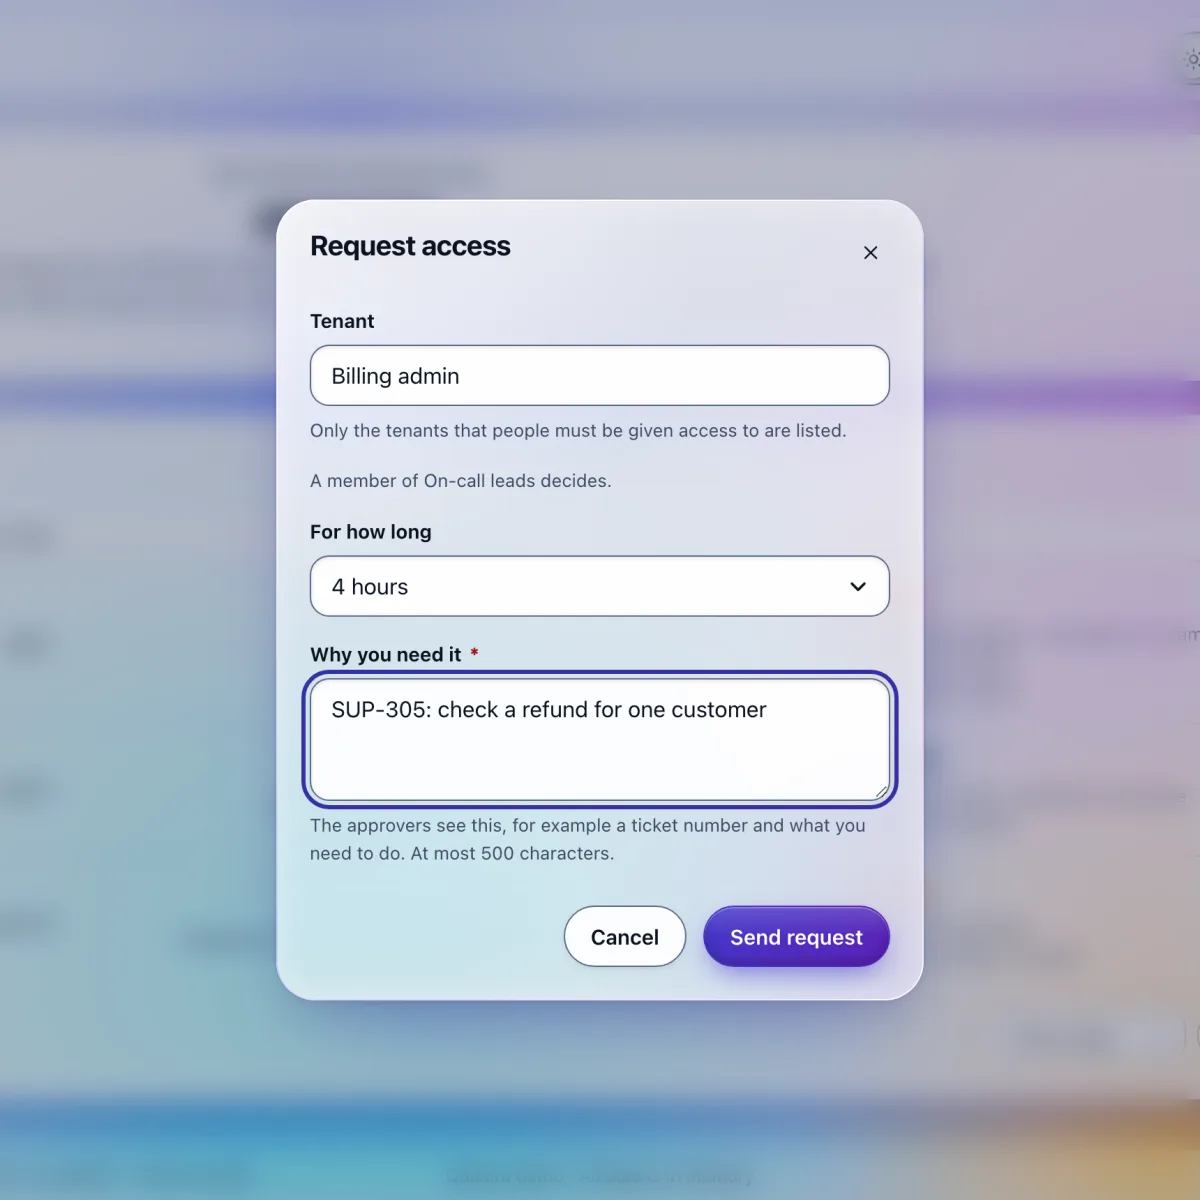 Request access
Tenant
Billing admin
Only the tenants that people must be given access to are listed.
A member of On-call leads decides.
For how long
4 hours
Why you need it *
SUP-305: check a refund for one customer
The approvers see this, for example a ticket number and what you
need to do. At most 500 characters.
Cancel
Send request